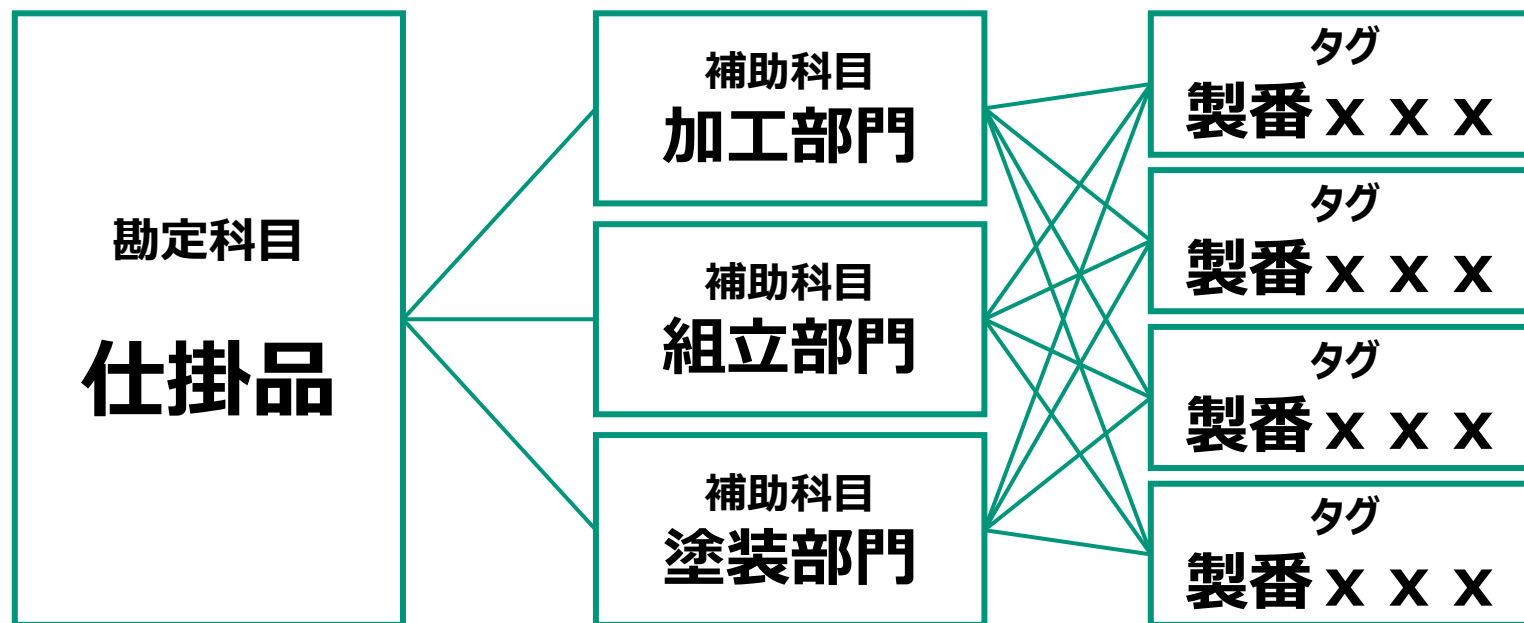 勘定科目
仕掛品
補助科目
加工部門
補助科目
組立部門
補助科目
塗装部門
タグ
製番ｘｘｘ
タグ
製番ｘｘｘ
タグ
製番ｘｘｘ
タグ
製番ｘｘｘ